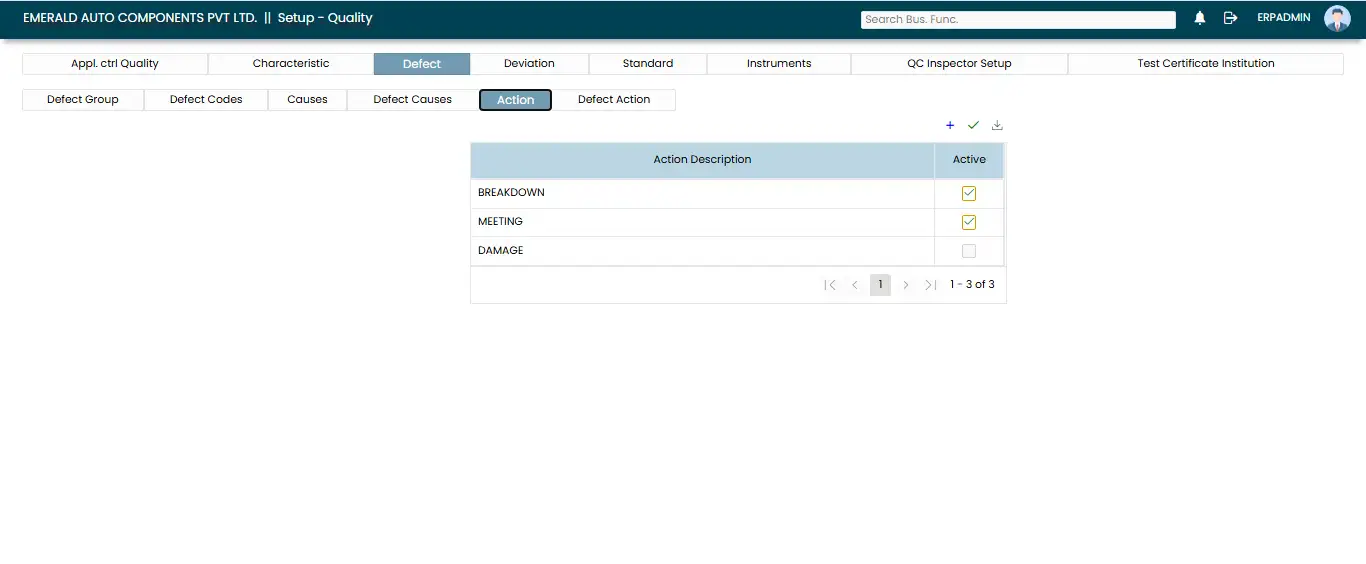 EMERALD AUTO COMPONENTS PVT LTD. || Setup - Quality Search Bus. Func. ERPADMIN
Appl. ctrl Quality Characteristic Defect Deviation Standard Instruments QC Inspector Setup Test Certificate Institution
Defect Group Defect Codes Causes Defect Causes Action Defect Action
Action Description Active
BREAKDOWN
MEETING
DAMAGE
1 1 - 3 of 3